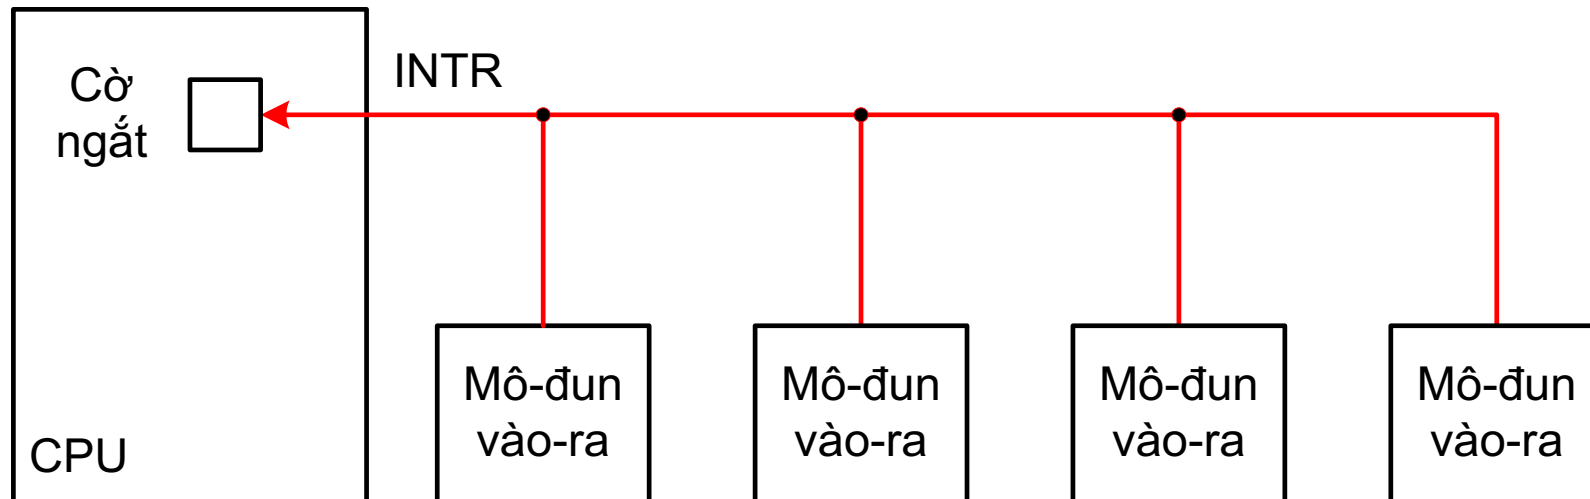 Cờ
ngắt
INTR
CPU
Mô-đun
vào-ra
Mô-đun
vào-ra
Mô-đun
vào-ra
Mô-đun
vào-ra